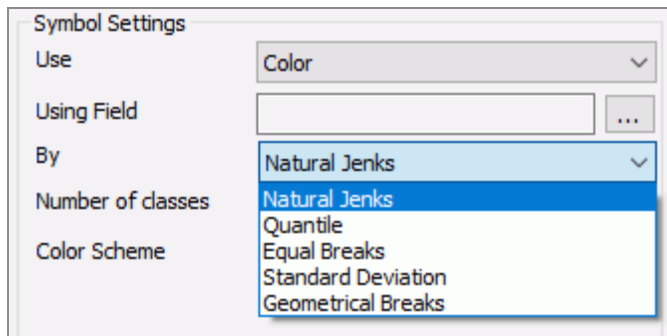 Symbol Settings
Use Color
Using Field ...
By Natural Jenks
Number of classes Natural Jenks
Quantile
Color Scheme Equal Breaks
Standard Deviation
Geometrical Breaks